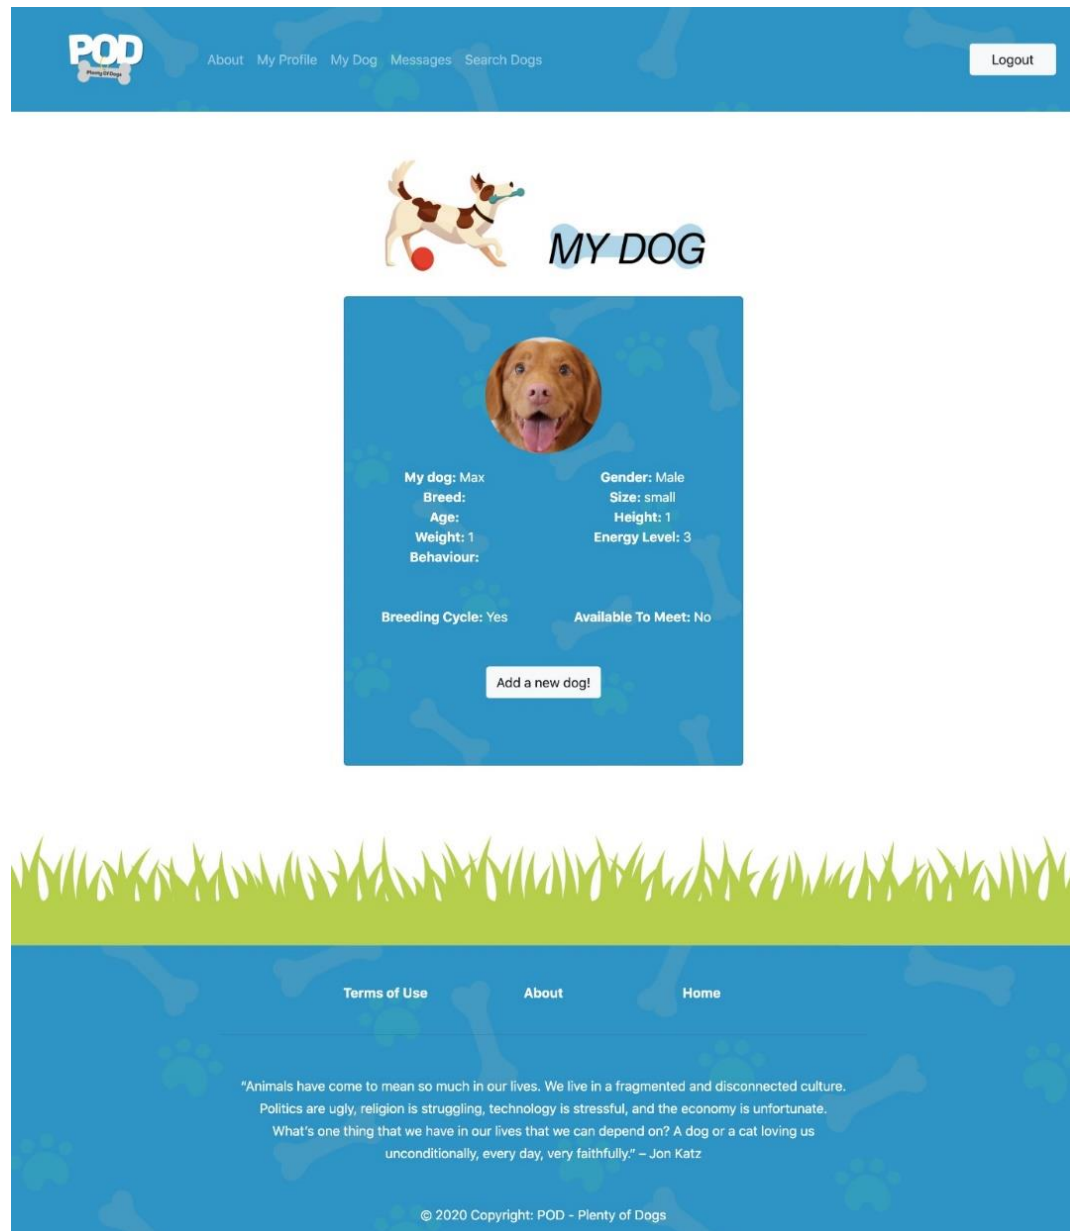 POD
Plenty Of Dogs
About My Profile My Dog Messages Search Dogs
Logout
MY DOG
My dog: Max
Breed:
Age:
Weight: 1
Behaviour:
Gender: Male
Size: small
Height: 1
Energy Level: 3
Breeding Cycle: Yes
Available To Meet: No
Add a new dog!
Terms of Use About Home
“Animals have come to mean so much in our lives. We live in a fragmented and disconnected culture.
Politics are ugly, religion is struggling, technology is stressful, and the economy is unfortunate.
What’s one thing that we have in our lives that we can depend on? A dog or a cat loving us
unconditionally, every day, very faithfully.” – Jon Katz
© 2020 Copyright: POD - Plenty of Dogs